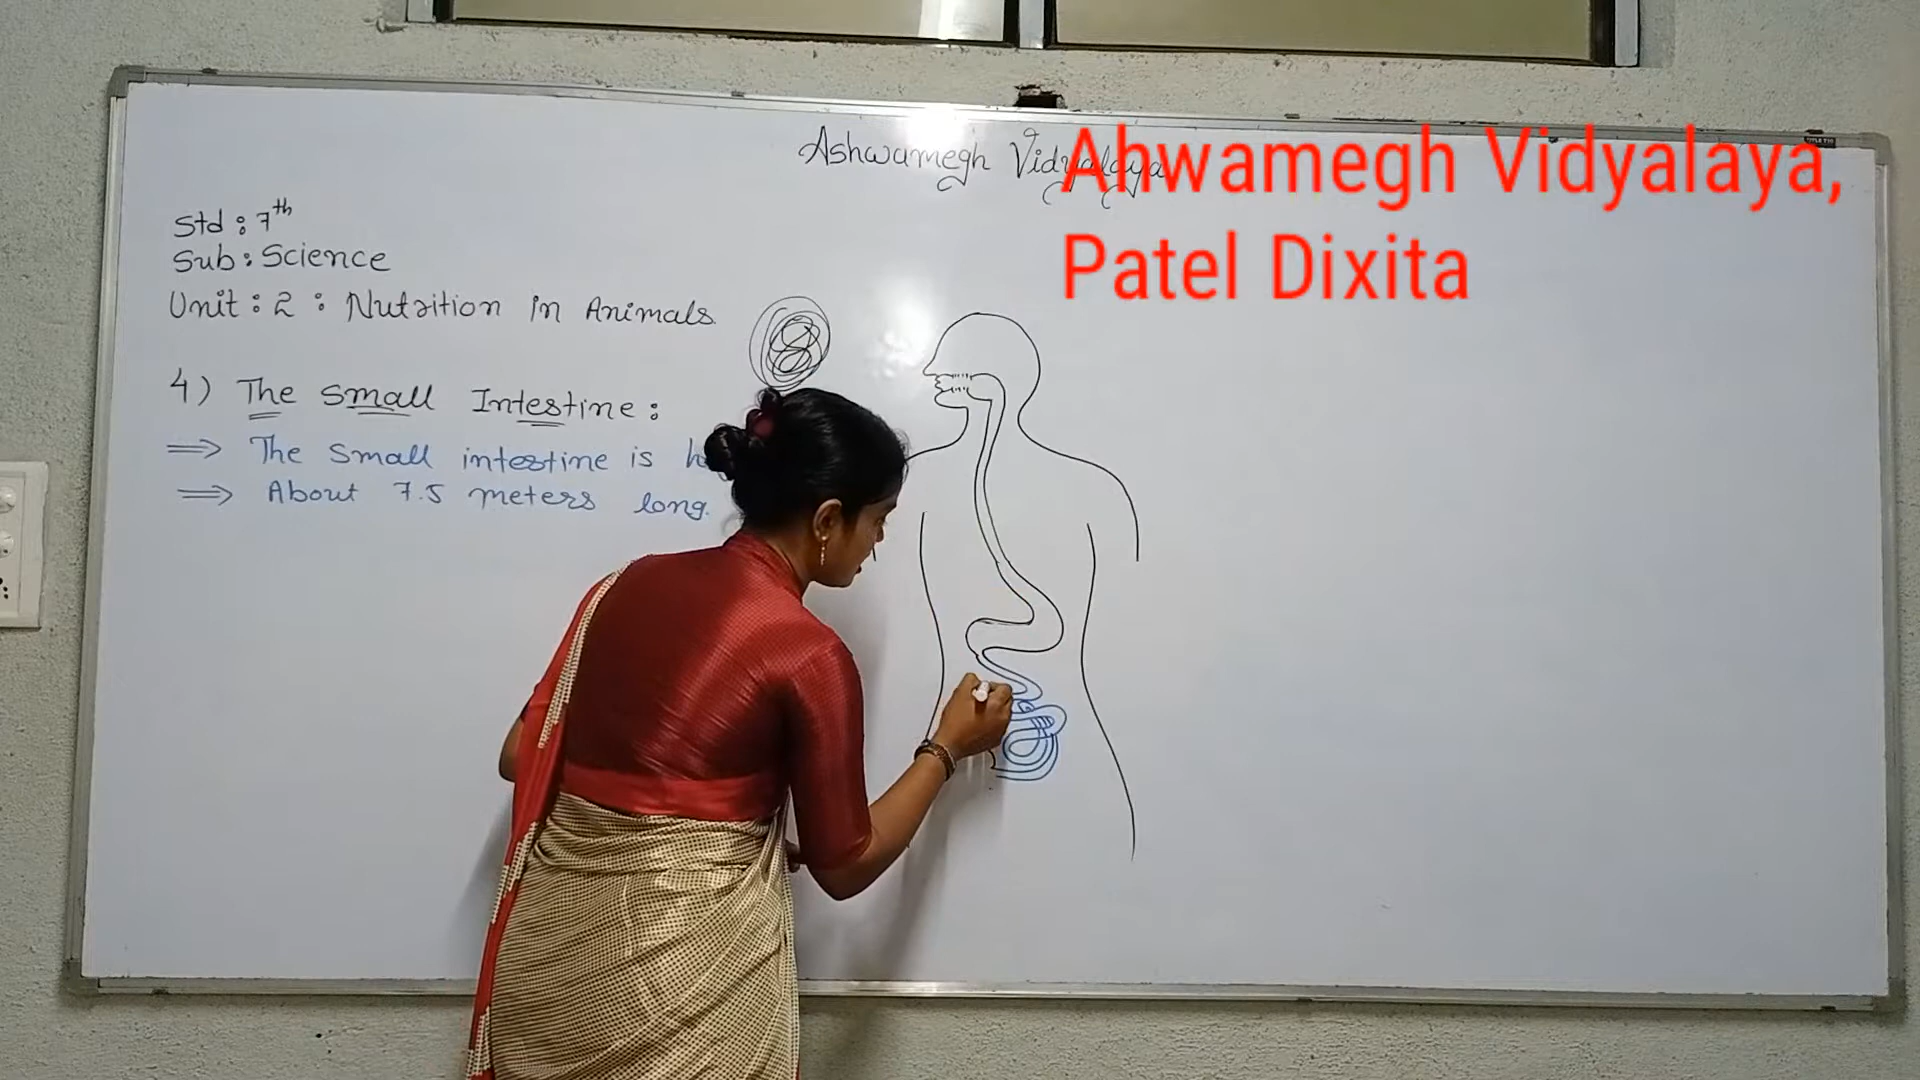 Ashwamegh Vidyalaya
Ahwamegh Vidyalaya,
Patel Dixita
Std : 7th
Sub : Science
Unit : 2 : Nutrition in Animals.
4) The Small Intestine :
⇒ The small intestine is
⇒ About 7.5 meters long.